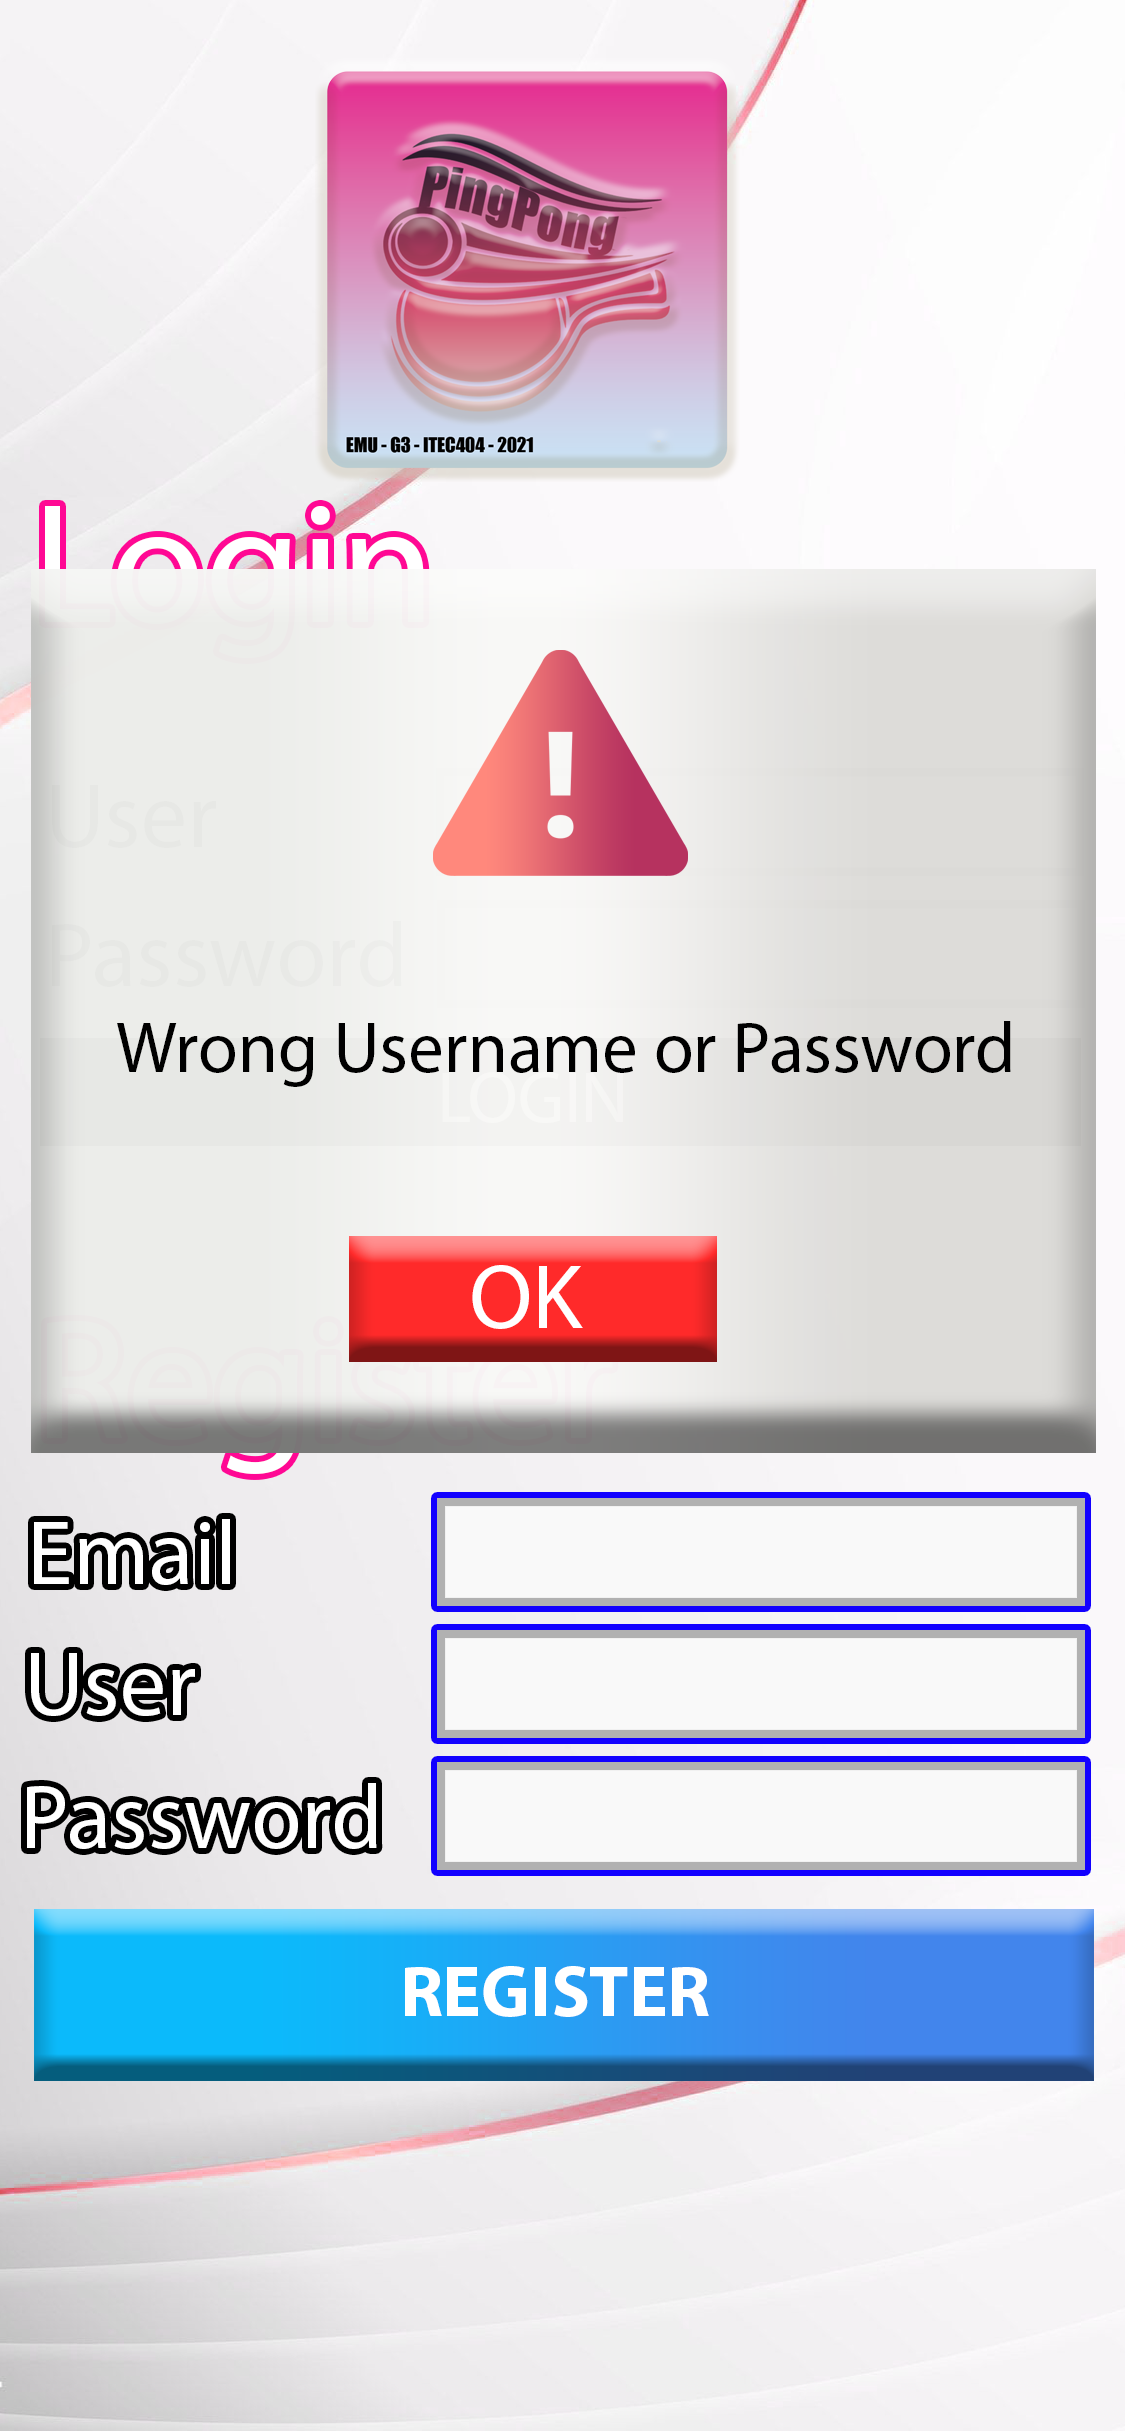 PingPong
EMU - G3 - ITEC404 - 2021
Login
User
Password
Wrong Username or Password
LOGIN
OK
Register
Email
User
Password
REGISTER